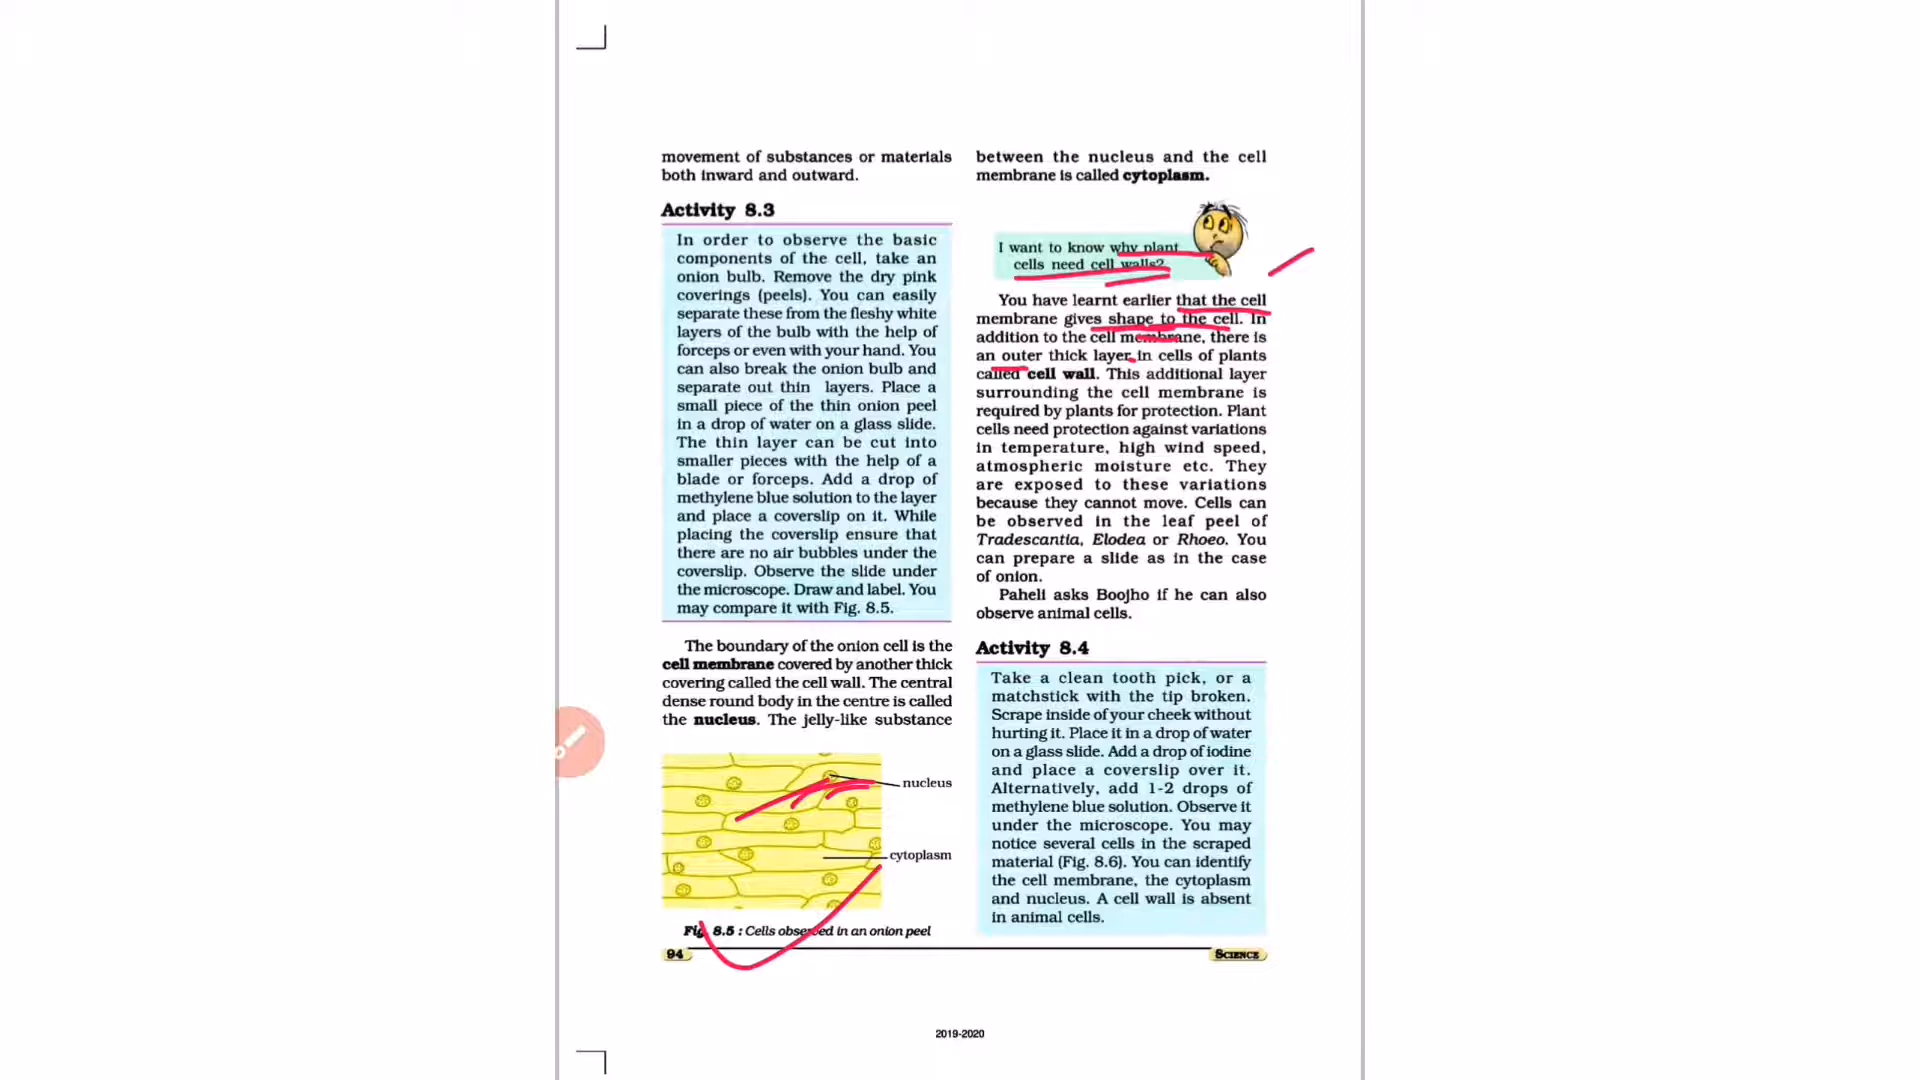 movement of substances or materials
both inward and outward.
Activity 8.3
In order to observe the basic
components of the cell, take an
onion bulb. Remove the dry pink
coverings (peels). You can easily
separate these from the fleshy white
layers of the bulb with the help of
forceps or even with your hand. You
can also break the onion bulb and
separate out thin layers. Place a
small piece of the thin onion peel
in a drop of water on a glass slide.
The thin layer can be cut into
smaller pieces with the help of a
blade or forceps. Add a drop of
methylene blue solution to the layer
and place a coverslip on it. While
placing the coverslip ensure that
there are no air bubbles under the
coverslip. Observe the slide under
the microscope. Draw and label. You
may compare it with Fig. 8.5.
The boundary of the onion cell is the
cell membrane covered by another thick
covering called the cell wall. The central
dense round body in the centre is called
the nucleus. The jelly-like substance
nucleus
cytoplasm
Fig. 8.5 : Cells observed in an onion peel
between the nucleus and the cell
membrane is called cytoplasm.
I want to know why plant
cells need cell walls?
You have learnt earlier that the cell
membrane gives shape to the cell. In
addition to the cell membrane, there is
an outer thick layer in cells of plants
called cell wall. This additional layer
surrounding the cell membrane is
required by plants for protection. Plant
cells need protection against variations
in temperature, high wind speed,
atmospheric moisture etc. They
are exposed to these variations
because they cannot move. Cells can
be observed in the leaf peel of
Tradescantia, Elodea or Rhoeo. You
can prepare a slide as in the case
of onion.
Paheli asks Boojho if he can also
observe animal cells.
Activity 8.4
Take a clean tooth pick, or a
matchstick with the tip broken.
Scrape inside of your cheek without
hurting it. Place it in a drop of water
on a glass slide. Add a drop of iodine
and place a coverslip over it.
Alternatively, add 1-2 drops of
methylene blue solution. Observe it
under the microscope. You may
notice several cells in the scraped
material (Fig. 8.6). You can identify
the cell membrane, the cytoplasm
and nucleus. A cell wall is absent
in animal cells.
94
SCIENCE
2019-2020